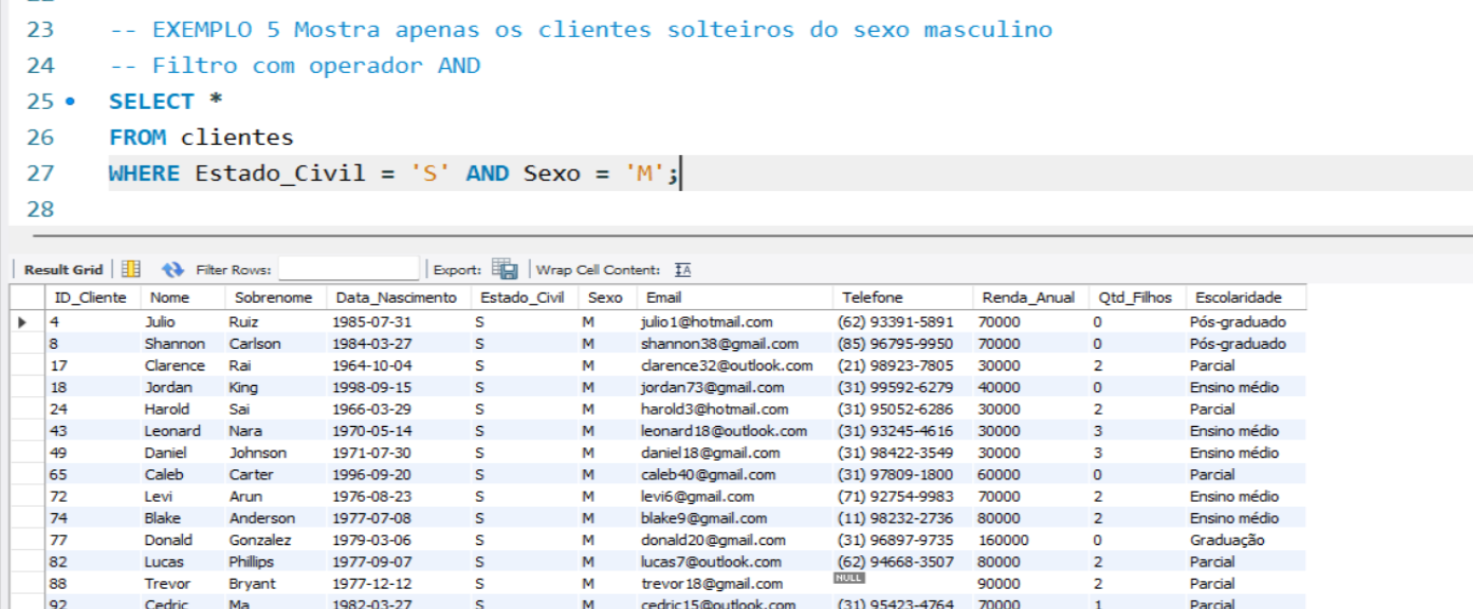 23 -- EXEMPLO 5 Mostra apenas os clientes solteiros do sexo masculino
24 -- Filtro com operador AND
25 SELECT *
26 FROM clientes
27 WHERE Estado_Civil = 'S' AND Sexo = 'M';
28
Result Grid Filter Rows: Export: Wrap Cell Content: IA
ID_Cliente Nome Sobrenome Data_Nascimento Estado_Civil Sexo Email Telefone Renda_Anual Qtd_Filhos Escolaridade
4 Julio Ruiz 1985-07-31 S M julio1@hotmail.com (62) 93391-5891 70000 0 Pós-graduado
8 Shannon Carlson 1984-03-27 S M shannon38@gmail.com (85) 96795-9950 70000 0 Pós-graduado
17 Clarence Rai 1964-10-04 S M clarence32@outlook.com (21) 98923-7805 30000 2 Parcial
18 Jordan King 1998-09-15 S M jordan73@gmail.com (31) 99592-6279 40000 0 Ensino médio
24 Harold Sai 1966-03-29 S M harold3@hotmail.com (31) 95052-6286 30000 2 Parcial
43 Leonard Nara 1970-05-14 S M leonard18@outlook.com (31) 93245-4616 30000 3 Ensino médio
49 Daniel Johnson 1971-07-30 S M daniel18@gmail.com (31) 98422-3549 30000 3 Ensino médio
65 Caleb Carter 1996-09-20 S M caleb40@gmail.com (31) 97809-1800 60000 0 Parcial
72 Levi Arun 1976-08-23 S M levi6@gmail.com (71) 92754-9983 70000 2 Ensino médio
74 Blake Anderson 1977-07-08 S M blake9@gmail.com (11) 98232-2736 80000 2 Ensino médio
77 Donald Gonzalez 1979-03-06 S M donald20@gmail.com (31) 96897-9735 160000 0 Graduação
82 Lucas Phillips 1977-09-07 S M lucas7@outlook.com (62) 94668-3507 80000 2 Parcial
88 Trevor Bryant 1977-12-12 S M trevor18@gmail.com NULL 90000 2 Parcial
92 Cedric Ma 1982-03-27 S M cedric15@outlook.com (31) 95423-4764 70000 1 Parcial